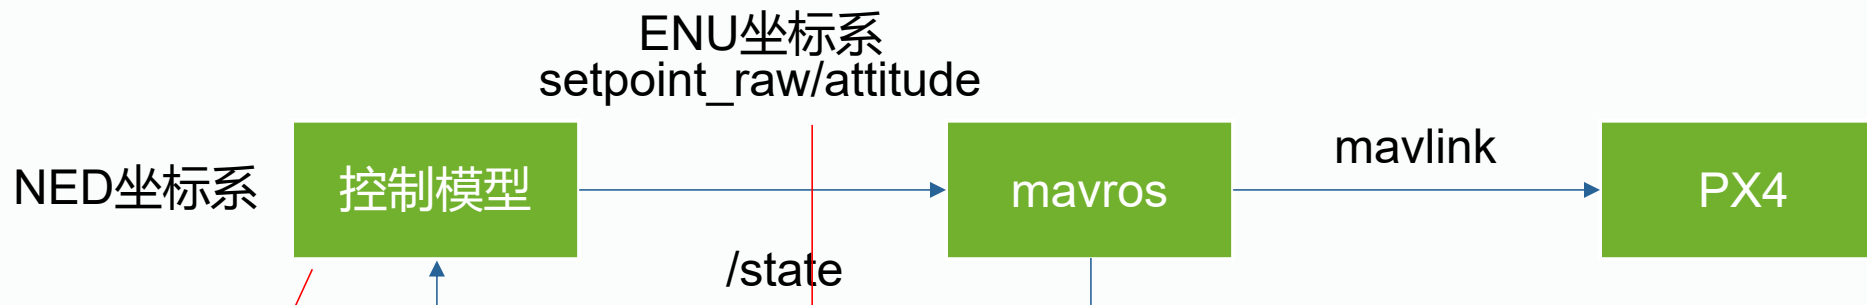 ENU坐标系
setpoint_raw/attitude
NED坐标系
控制模型
mavros
mavlink
PX4
/state